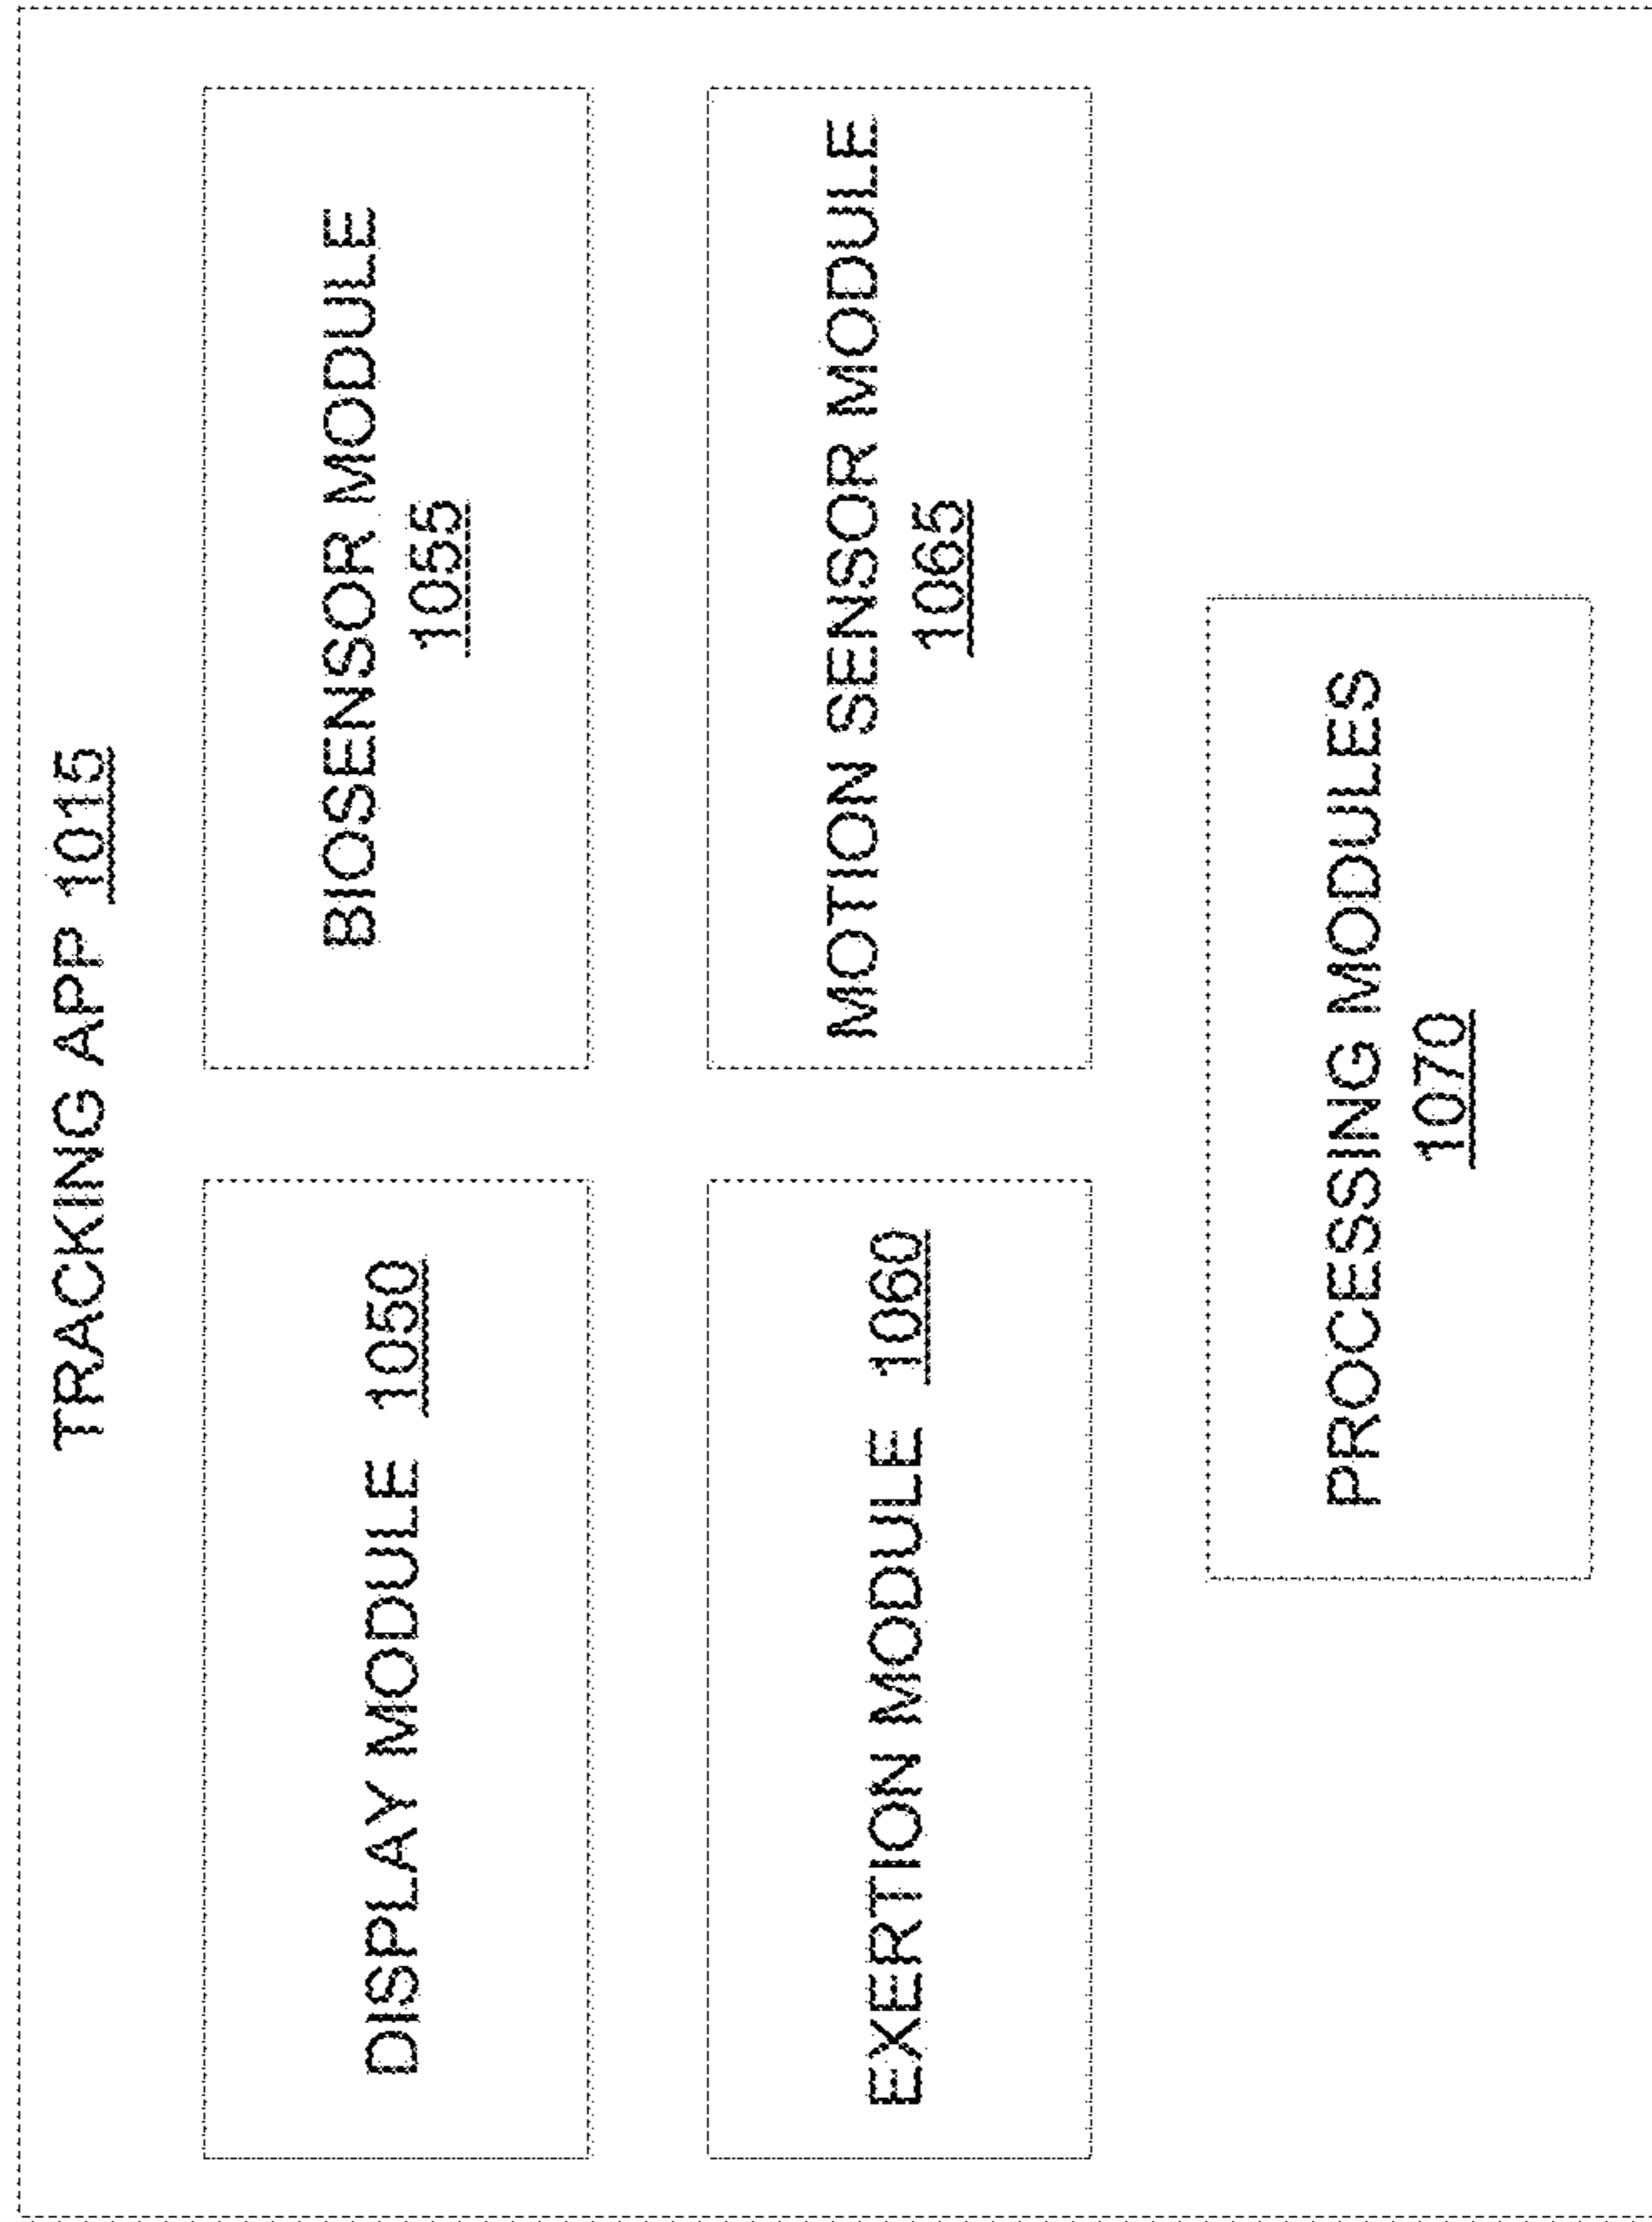 TRACKING APP 1015
DISPLAY MODULE 1050
BIOSENSOR MODULE
1055
EXERTION MODULE 1060
MOTION SENSOR MODULE
1065
PROCESSING MODULES
1070